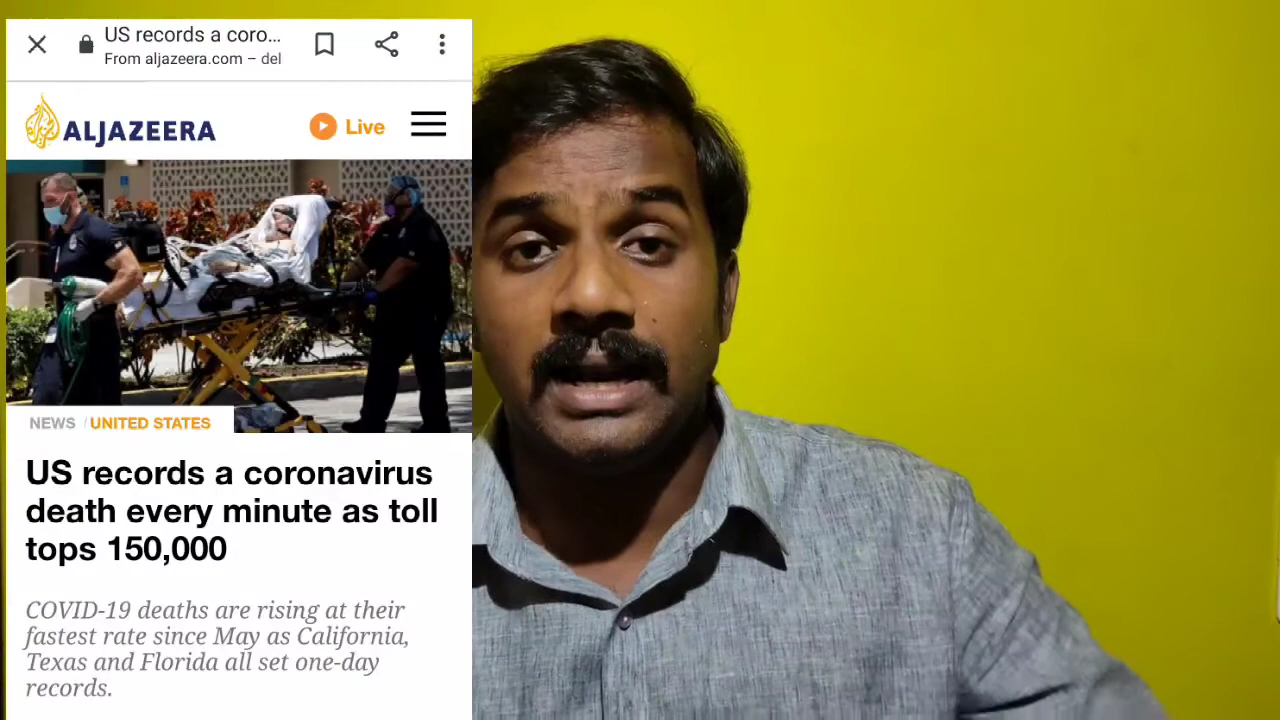 US records a coro...
From aljazeera.com – del
ALJAZEERA
Live
NEWS / UNITED STATES
US records a coronavirus
death every minute as toll
tops 150,000
COVID-19 deaths are rising at their
fastest rate since May as California,
Texas and Florida all set one-day
records.